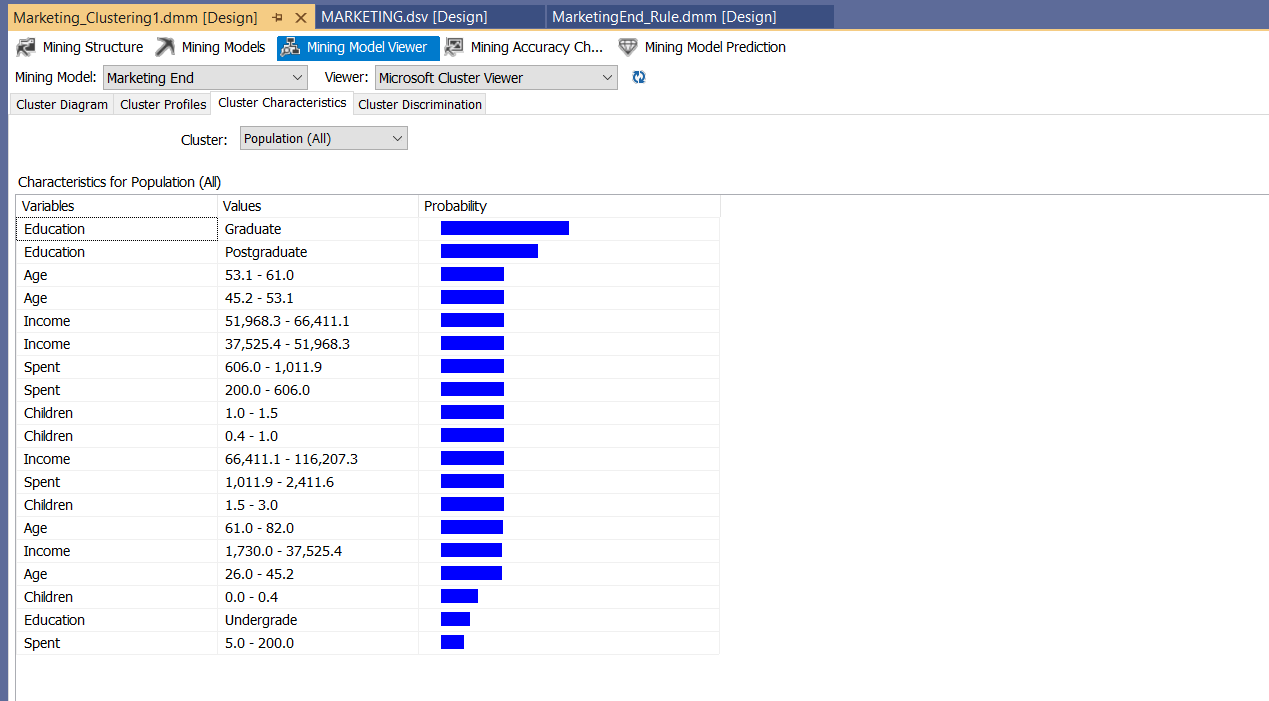 Marketing_Clustering1.dmm [Design] MARKETING.dsv [Design] MarketingEnd_Rule.dmm [Design]
Mining Structure Mining Models Mining Model Viewer Mining Accuracy Ch... Mining Model Prediction
Mining Model: Marketing End Viewer: Microsoft Cluster Viewer
Cluster Diagram Cluster Profiles Cluster Characteristics Cluster Discrimination
Cluster: Population (All)
Characteristics for Population (All)
Variables Values Probability
Education Graduate
Education Postgraduate
Age 53.1 - 61.0
Age 45.2 - 53.1
Income 51,968.3 - 66,411.1
Income 37,525.4 - 51,968.3
Spent 606.0 - 1,011.9
Spent 200.0 - 606.0
Children 1.0 - 1.5
Children 0.4 - 1.0
Income 66,411.1 - 116,207.3
Spent 1,011.9 - 2,411.6
Children 1.5 - 3.0
Age 61.0 - 82.0
Income 1,730.0 - 37,525.4
Age 26.0 - 45.2
Children 0.0 - 0.4
Education Undergrade
Spent 5.0 - 200.0